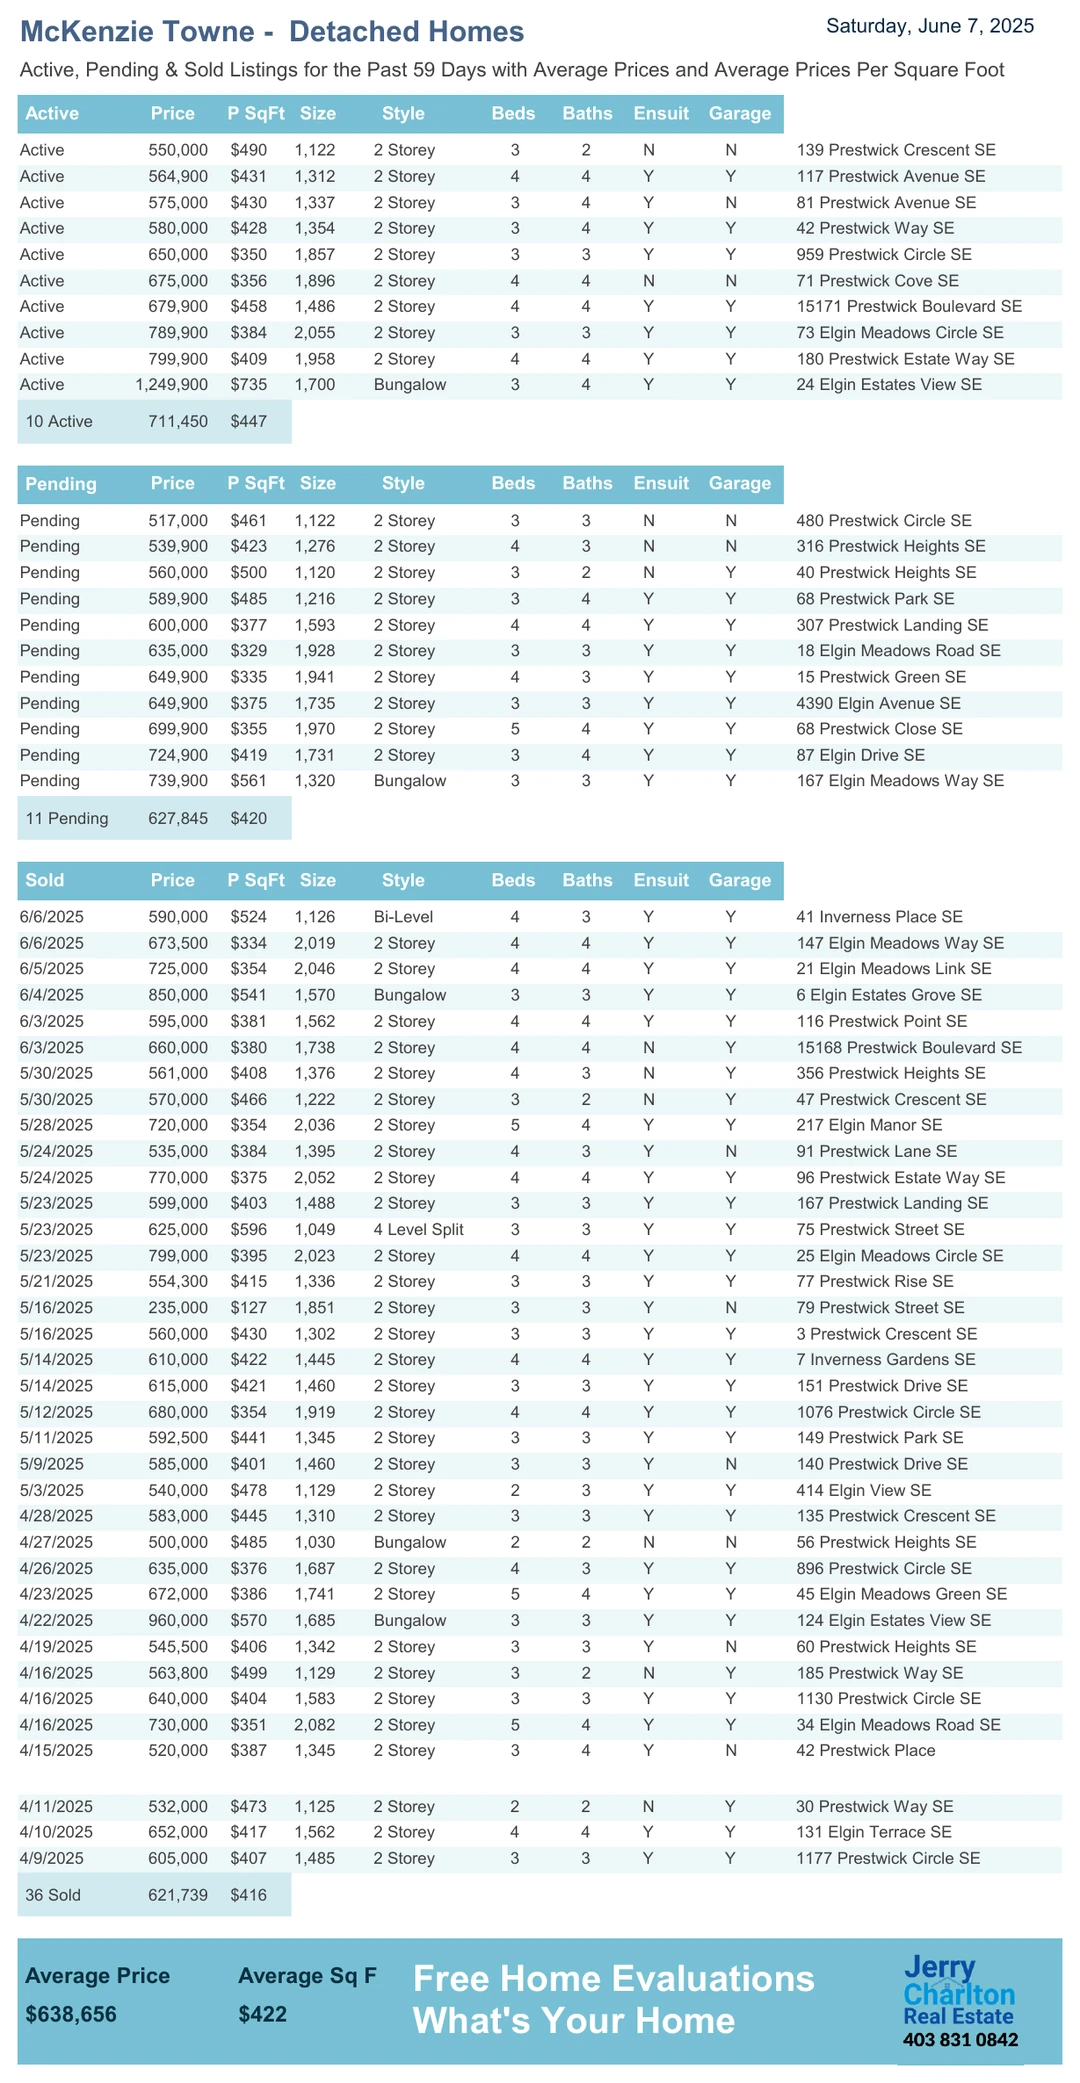 McKenzie Towne - Detached Homes
Saturday, June 7, 2025
Active, Pending & Sold Listings for the Past 59 Days with Average Prices and Average Prices Per Square Foot
Active Price P SqFt Size Style Beds Baths Ensuit Garage
Active 550,000 $490 1,122 2 Storey 3 2 N N 139 Prestwick Crescent SE
Active 564,900 $431 1,312 2 Storey 4 4 Y Y 117 Prestwick Avenue SE
Active 575,000 $430 1,337 2 Storey 3 4 Y N 81 Prestwick Avenue SE
Active 580,000 $428 1,354 2 Storey 3 4 Y Y 42 Prestwick Way SE
Active 650,000 $350 1,857 2 Storey 3 3 Y Y 959 Prestwick Circle SE
Active 675,000 $356 1,896 2 Storey 4 4 N N 71 Prestwick Cove SE
Active 679,900 $458 1,486 2 Storey 4 4 Y Y 15171 Prestwick Boulevard SE
Active 789,900 $384 2,055 2 Storey 3 3 Y Y 73 Elgin Meadows Circle SE
Active 799,900 $409 1,958 2 Storey 4 4 Y Y 180 Prestwick Estate Way SE
Active 1,249,900 $735 1,700 Bungalow 3 4 Y Y 24 Elgin Estates View SE
10 Active 711,450 $447
Pending Price P SqFt Size Style Beds Baths Ensuit Garage
Pending 517,000 $461 1,122 2 Storey 3 3 N N 480 Prestwick Circle SE
Pending 539,900 $423 1,276 2 Storey 4 3 N N 316 Prestwick Heights SE
Pending 560,000 $500 1,120 2 Storey 3 2 N Y 40 Prestwick Heights SE
Pending 589,900 $485 1,216 2 Storey 3 4 Y Y 68 Prestwick Park SE
Pending 600,000 $377 1,593 2 Storey 4 4 Y Y 307 Prestwick Landing SE
Pending 635,000 $329 1,928 2 Storey 3 3 Y Y 18 Elgin Meadows Road SE
Pending 649,900 $335 1,941 2 Storey 4 3 Y Y 15 Prestwick Green SE
Pending 649,900 $375 1,735 2 Storey 3 3 Y Y 4390 Elgin Avenue SE
Pending 699,900 $355 1,970 2 Storey 5 4 Y Y 68 Prestwick Close SE
Pending 724,900 $419 1,731 2 Storey 3 4 Y Y 87 Elgin Drive SE
Pending 739,900 $561 1,320 Bungalow 3 3 Y Y 167 Elgin Meadows Way SE
11 Pending 627,845 $420
Sold Price P SqFt Size Style Beds Baths Ensuit Garage
6/6/2025 590,000 $524 1,126 Bi-Level 4 3 Y Y 41 Inverness Place SE
6/6/2025 673,500 $334 2,019 2 Storey 4 4 Y Y 147 Elgin Meadows Way SE
6/5/2025 725,000 $354 2,046 2 Storey 4 4 Y Y 21 Elgin Meadows Link SE
6/4/2025 850,000 $541 1,570 Bungalow 3 3 Y Y 6 Elgin Estates Grove SE
6/3/2025 595,000 $381 1,562 2 Storey 4 4 Y Y 116 Prestwick Point SE
6/3/2025 660,000 $380 1,738 2 Storey 4 4 N Y 15168 Prestwick Boulevard SE
5/30/2025 561,000 $408 1,376 2 Storey 4 3 N Y 356 Prestwick Heights SE
5/30/2025 570,000 $466 1,222 2 Storey 3 2 N Y 47 Prestwick Crescent SE
5/28/2025 720,000 $354 2,036 2 Storey 5 4 Y Y 217 Elgin Manor SE
5/24/2025 535,000 $384 1,395 2 Storey 4 3 Y N 91 Prestwick Lane SE
5/24/2025 770,000 $375 2,052 2 Storey 4 4 Y Y 96 Prestwick Estate Way SE
5/23/2025 599,000 $403 1,488 2 Storey 3 3 Y Y 167 Prestwick Landing SE
5/23/2025 625,000 $596 1,049 4 Level Split 3 3 Y Y 75 Prestwick Street SE
5/23/2025 799,000 $395 2,023 2 Storey 4 4 Y Y 25 Elgin Meadows Circle SE
5/21/2025 554,300 $415 1,336 2 Storey 3 3 Y Y 77 Prestwick Rise SE
5/16/2025 235,000 $127 1,851 2 Storey 3 3 Y N 79 Prestwick Street SE
5/16/2025 560,000 $430 1,302 2 Storey 3 3 Y Y 3 Prestwick Crescent SE
5/14/2025 610,000 $422 1,445 2 Storey 4 4 Y Y 7 Inverness Gardens SE
5/14/2025 615,000 $421 1,460 2 Storey 3 3 Y Y 151 Prestwick Drive SE
5/12/2025 680,000 $354 1,919 2 Storey 4 4 Y Y 1076 Prestwick Circle SE
5/11/2025 592,500 $441 1,345 2 Storey 3 3 Y Y 149 Prestwick Park SE
5/9/2025 585,000 $401 1,460 2 Storey 3 3 Y N 140 Prestwick Drive SE
5/3/2025 540,000 $478 1,129 2 Storey 2 3 Y Y 414 Elgin View SE
4/28/2025 583,000 $445 1,310 2 Storey 3 3 Y Y 135 Prestwick Crescent SE
4/27/2025 500,000 $485 1,030 Bungalow 2 2 N N 56 Prestwick Heights SE
4/26/2025 635,000 $376 1,687 2 Storey 4 3 Y Y 896 Prestwick Circle SE
4/23/2025 672,000 $386 1,741 2 Storey 5 4 Y Y 45 Elgin Meadows Green SE
4/22/2025 960,000 $570 1,685 Bungalow 3 3 Y Y 124 Elgin Estates View SE
4/19/2025 545,500 $406 1,342 2 Storey 3 3 Y N 60 Prestwick Heights SE
4/16/2025 563,800 $499 1,129 2 Storey 3 2 N Y 185 Prestwick Way SE
4/16/2025 640,000 $404 1,583 2 Storey 3 3 Y Y 1130 Prestwick Circle SE
4/16/2025 730,000 $351 2,082 2 Storey 5 4 Y Y 34 Elgin Meadows Road SE
4/15/2025 520,000 $387 1,345 2 Storey 3 4 Y N 42 Prestwick Place
4/11/2025 532,000 $473 1,125 2 Storey 2 2 N Y 30 Prestwick Way SE
4/10/2025 652,000 $417 1,562 2 Storey 4 4 Y Y 131 Elgin Terrace SE
4/9/2025 605,000 $407 1,485 2 Storey 3 3 Y Y 1177 Prestwick Circle SE
36 Sold 621,739 $416
Average Price Average Sq F
$638,656 $422
Free Home Evaluations
What's Your Home
Jerry
Charlton
Real Estate
403 831 0842